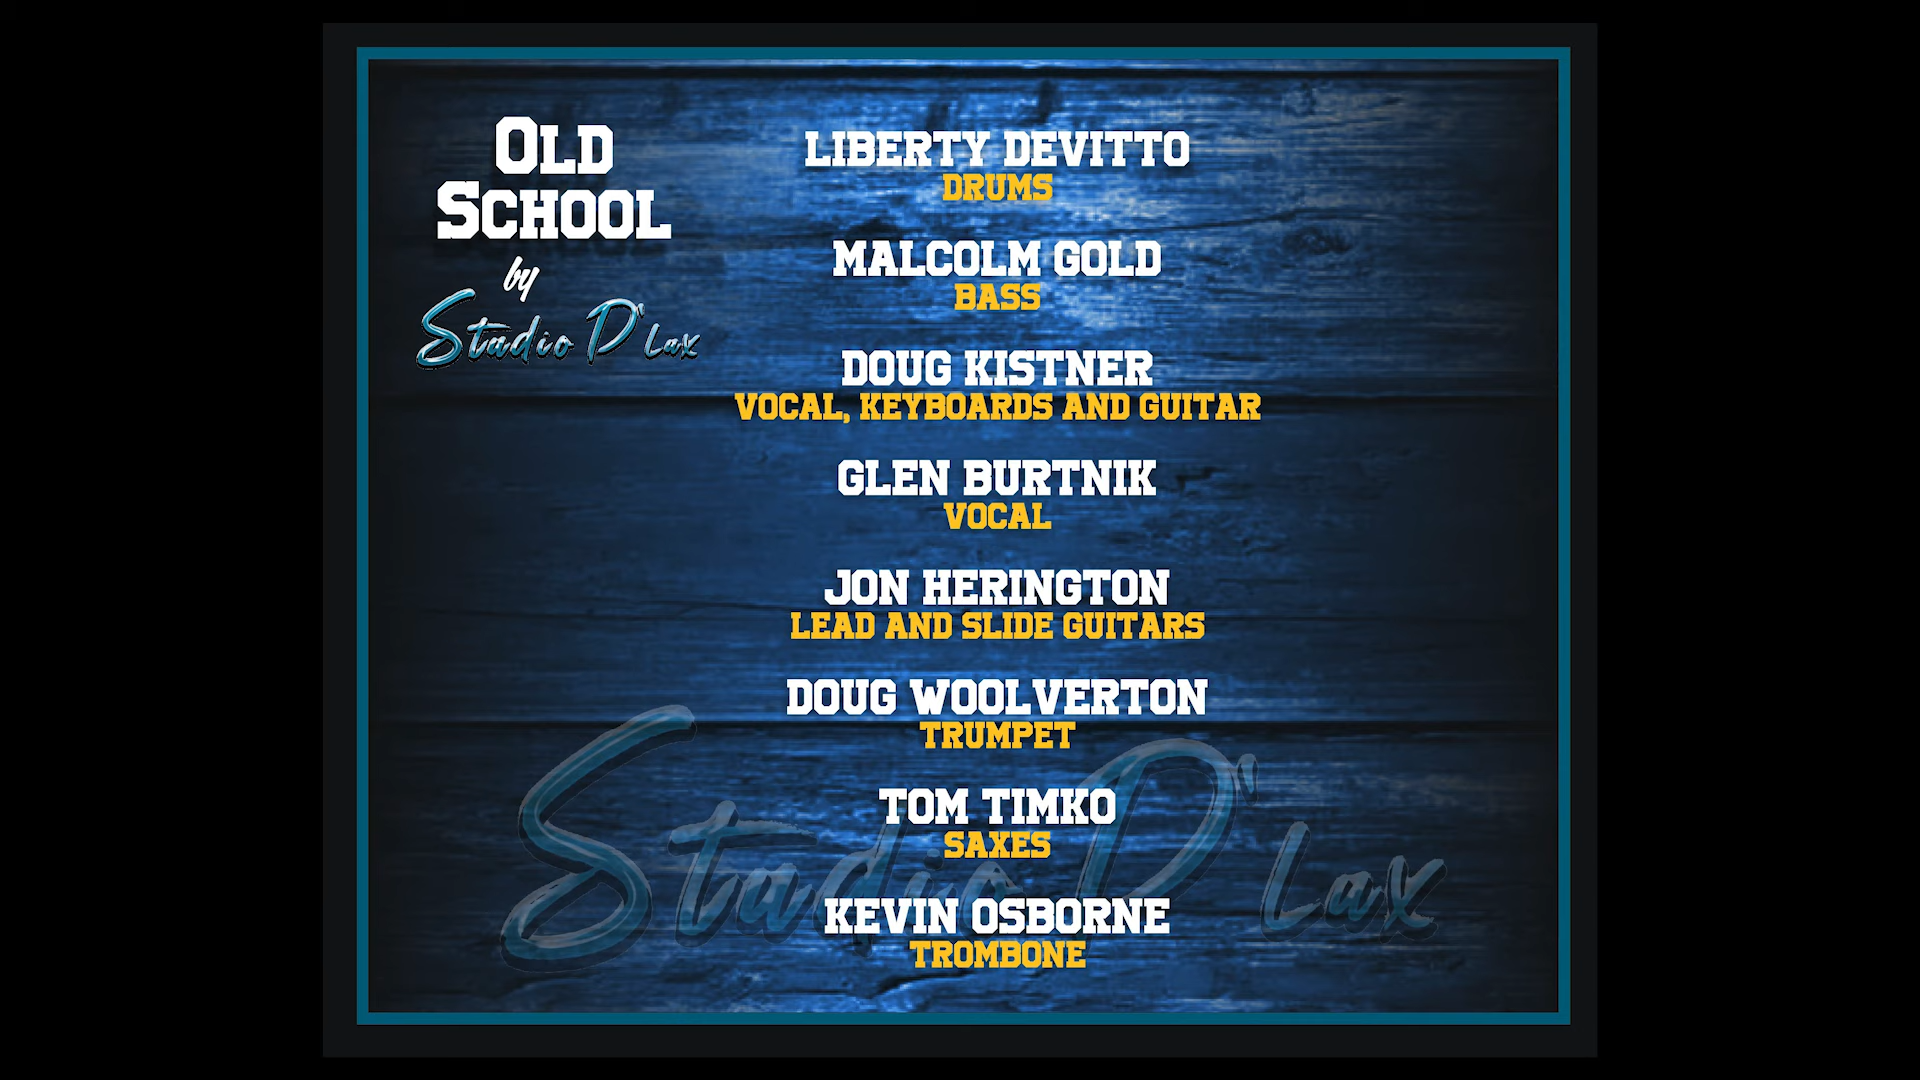 OLD
SCHOOL
by
Studio D'Lax
LIBERTY DEVITTO
DRUMS
MALCOLM GOLD
BASS
DOUG KISTNER
VOCAL, KEYBOARDS AND GUITAR
GLEN BURTNIK
VOCAL
JON HERINGTON
LEAD AND SLIDE GUITARS
DOUG WOOLVERTON
TRUMPET
TOM TIMKO
SAXES
KEVIN OSBORNE
TROMBONE
Studio D'Lax